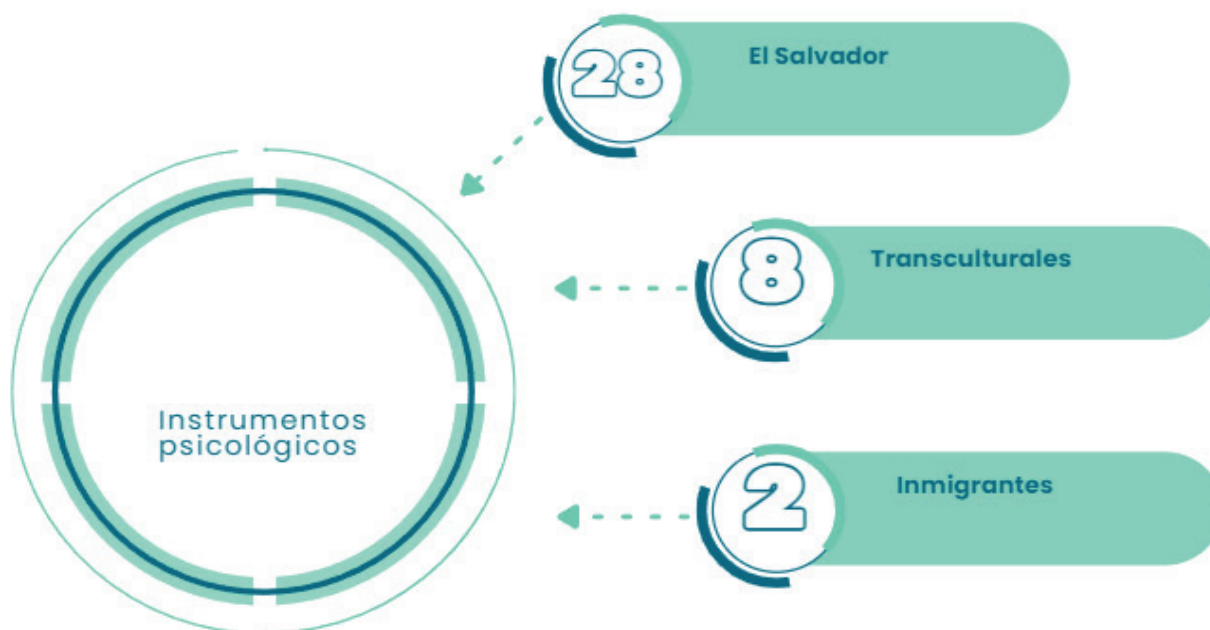 28
El Salvador
8
Transculturales
Instrumentos
psicológicos
2
Inmigrantes